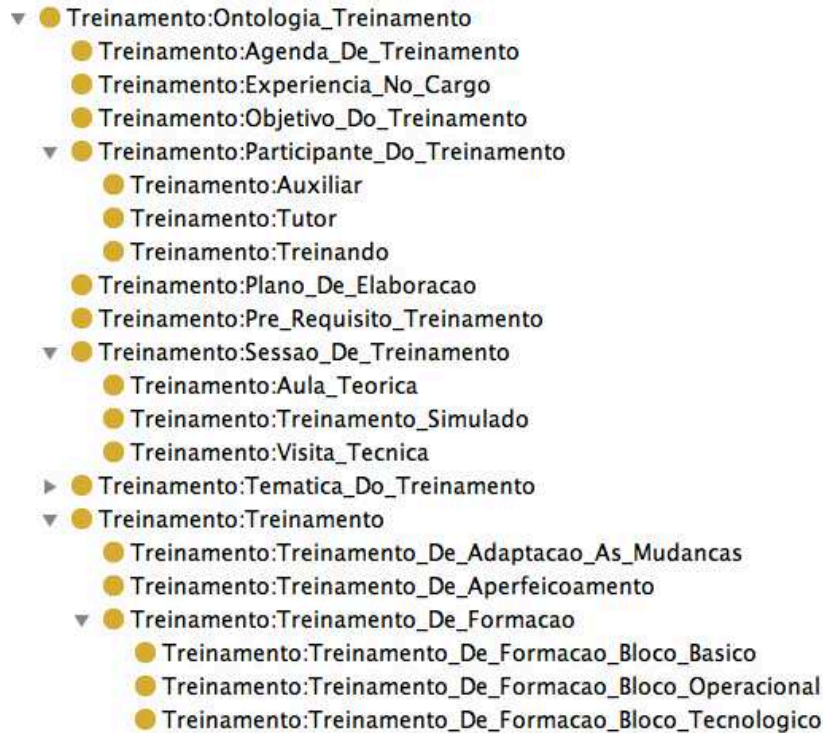 Treinamento:Ontologia_Treinamento
Treinamento:Agenda_De_Treinamento
Treinamento:Experiencia_No_Cargo
Treinamento:Objetivo_Do_Treinamento
Treinamento:Participante_Do_Treinamento
Treinamento:Auxiliar
Treinamento:Tutor
Treinamento:Treinando
Treinamento:Plano_De_Elaboracao
Treinamento:Pre_Requisito_Treinamento
Treinamento:Sessao_De_Treinamento
Treinamento:Aula_Teorica
Treinamento:Treinamento_Simulado
Treinamento:Visita_Tecnica
Treinamento:Tematica_Do_Treinamento
Treinamento:Treinamento
Treinamento:Treinamento_De_Adaptacao_As_Mudancas
Treinamento:Treinamento_De_Aperfeicoamento
Treinamento:Treinamento_De_Formacao
Treinamento:Treinamento_De_Formacao_Bloco_Basico
Treinamento:Treinamento_De_Formacao_Bloco_Operacional
Treinamento:Treinamento_De_Formacao_Bloco_Tecnologico